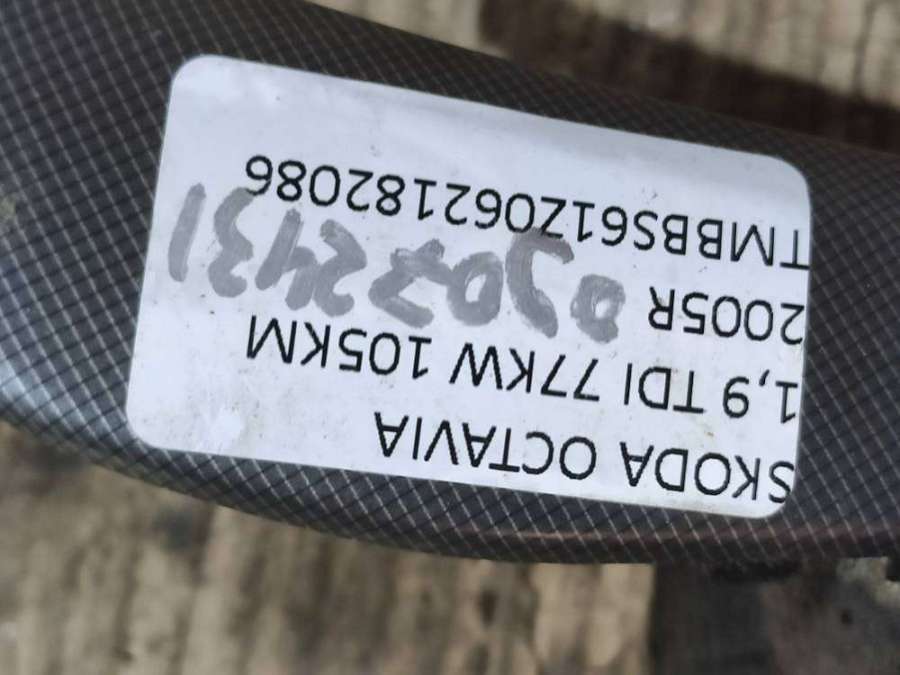 SKODA OCTAVIA
1,9 TDI 77KW 105KM
2005R
TMBBS61Z062182086